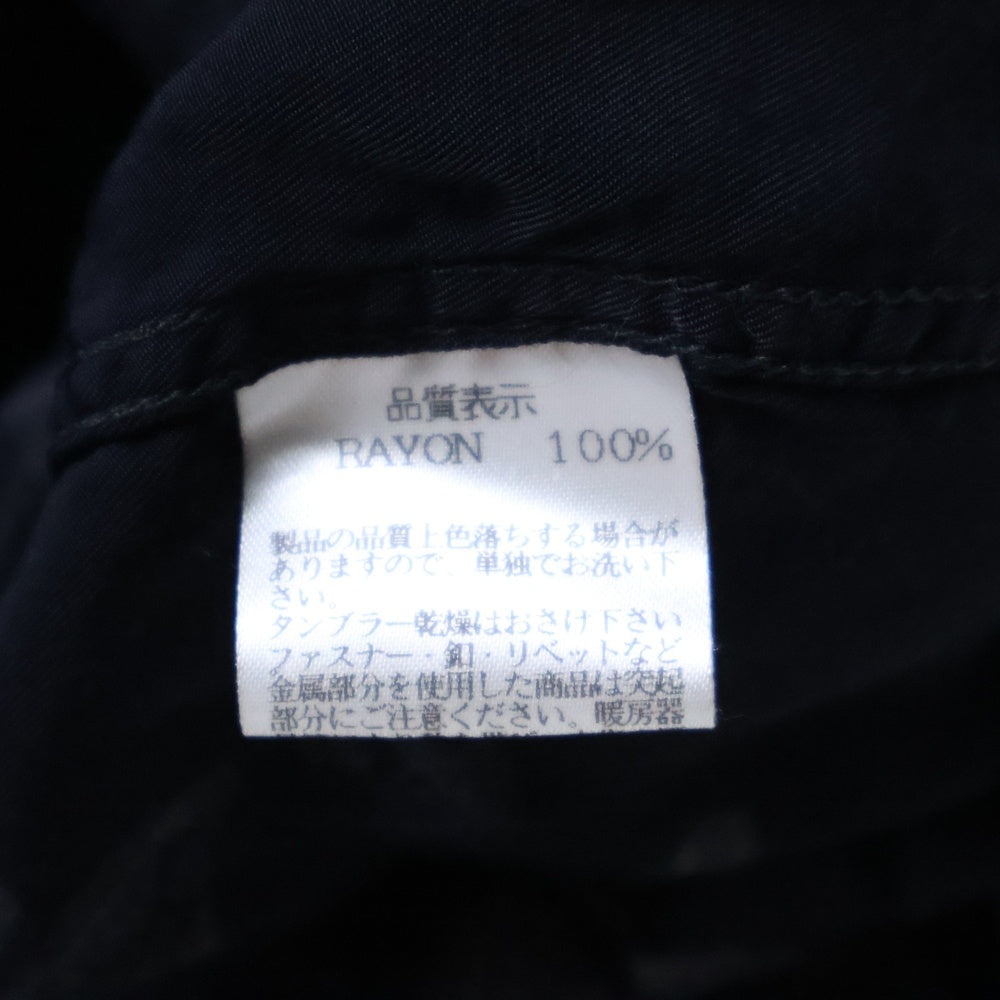 品質表示
RAYON 100%
製品の品質上色落ちする場合が
ありますので、単独でお洗い下
さい。
タンブラー乾燥はおさけ下さい
ファスナー・釦・リベットなど
金属部分を使用した商品は突起
部分にご注意ください。暖房器